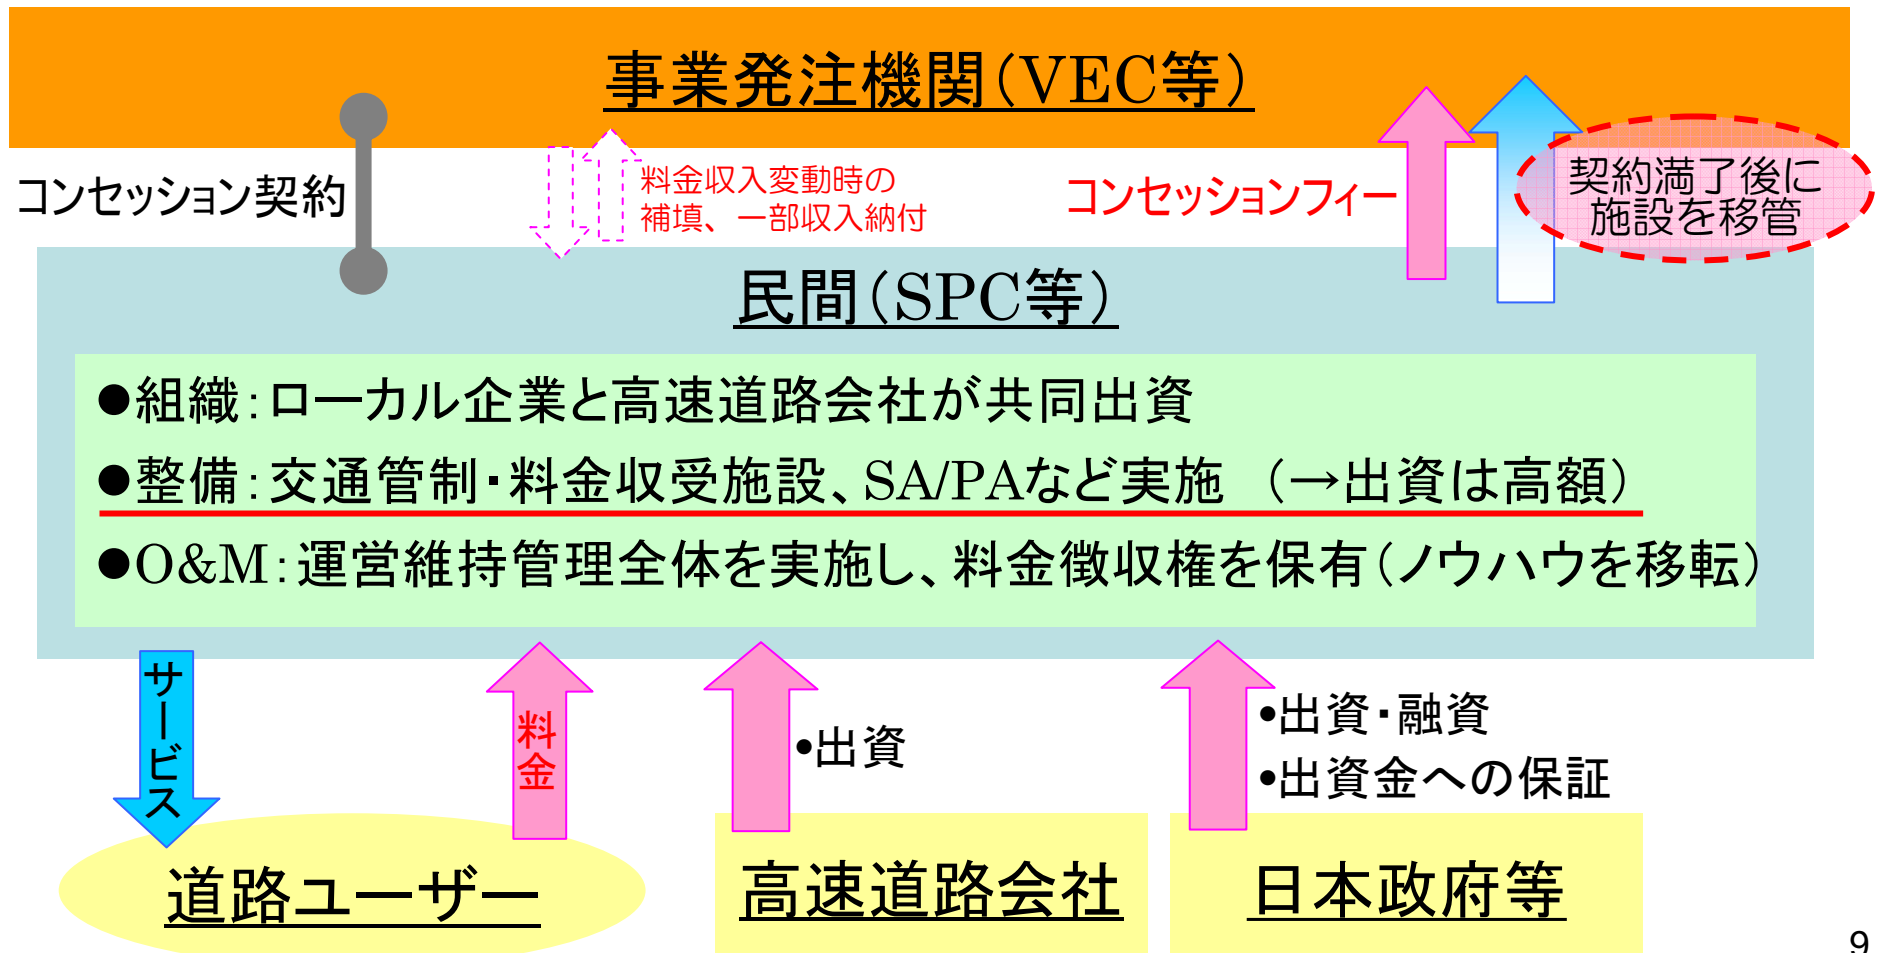 事業発注機関（VEC等）
コンセッション契約
料金収入変動時の
補填、一部収入納付
コンセッションフィー
契約満了後に
施設を移管
民間（SPC等）
●組織：ローカル企業と高速道路会社が共同出資
●整備：交通管制・料金収受施設、SA/PAなど実施　（→出資は高額）
●O&M：運営維持管理全体を実施し、料金徴収権を保有（ノウハウを移転）
サービス
料金
•出資
•出資・融資
•出資金への保証
道路ユーザー
高速道路会社
日本政府等
9